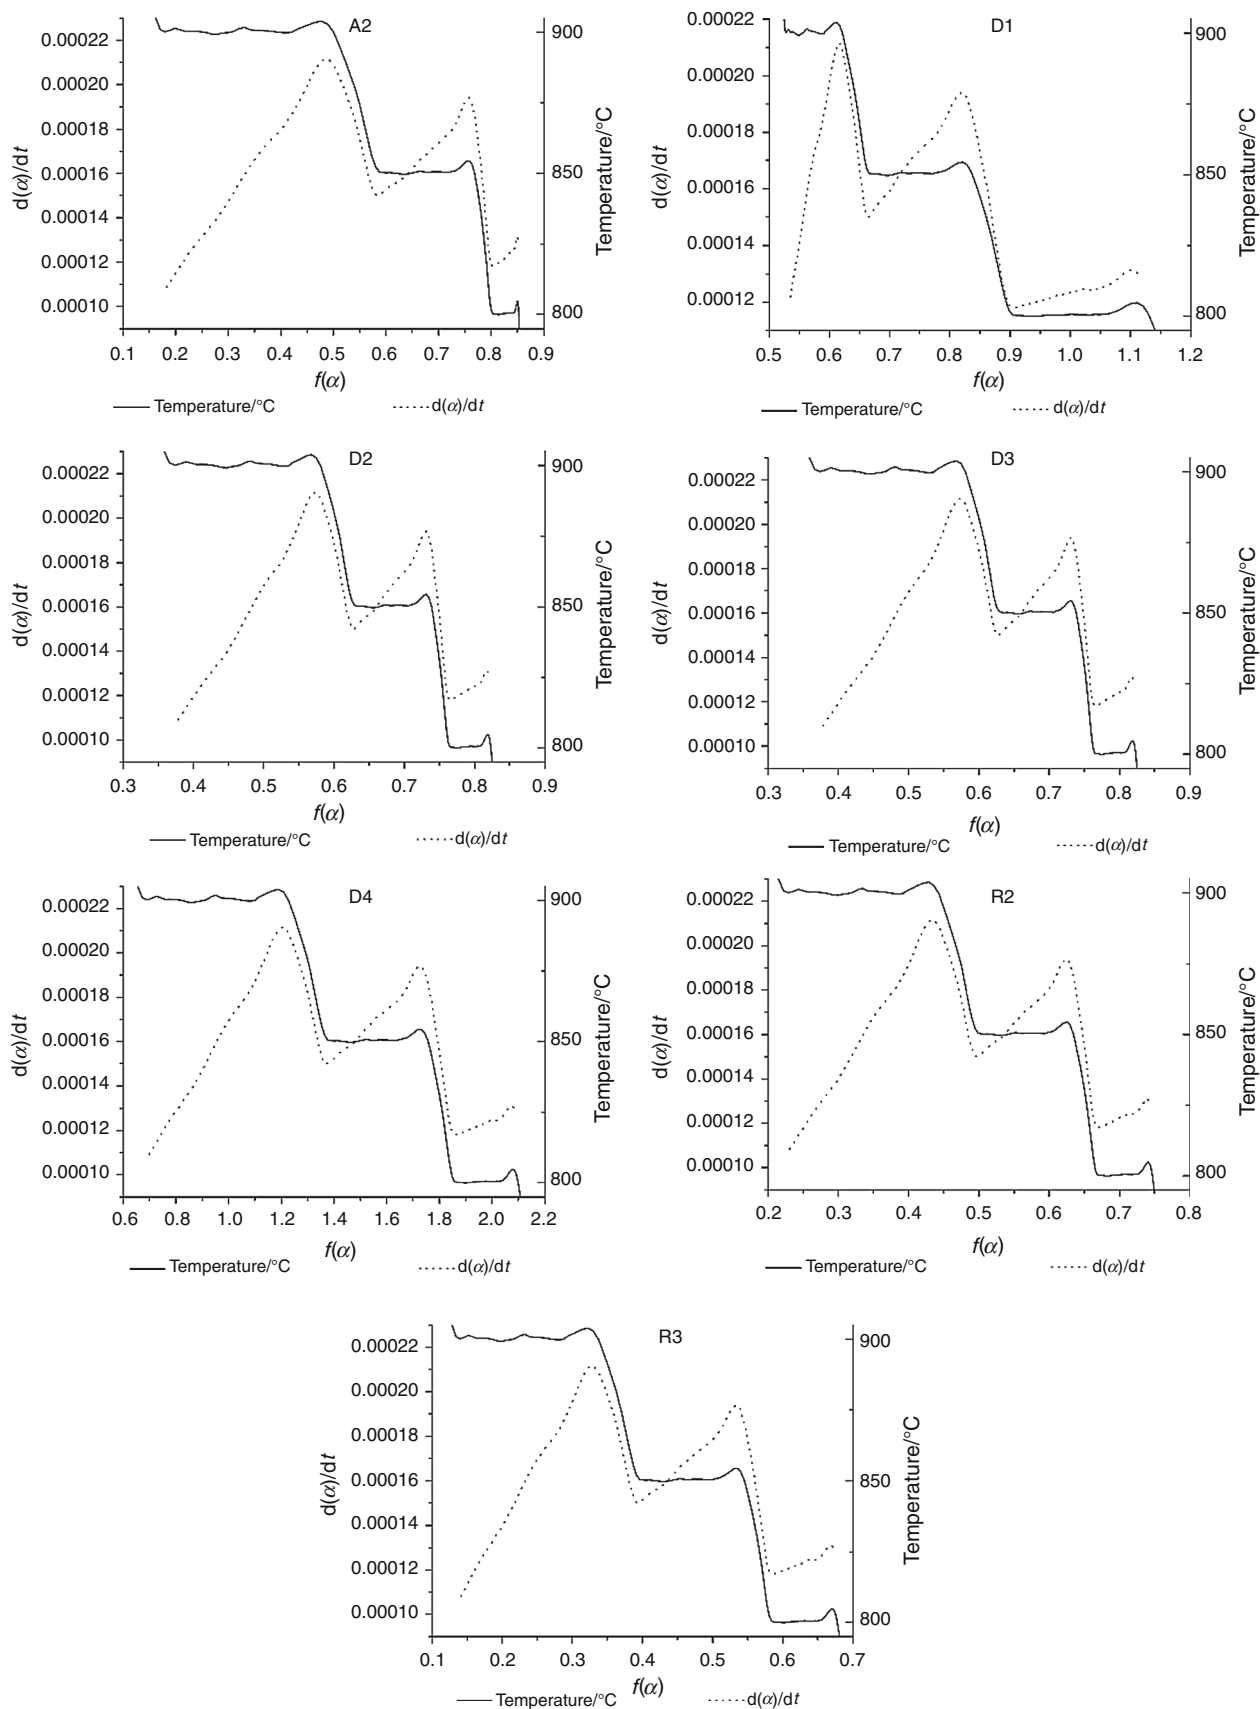 A2
0.00022
0.00020
0.00018
0.00016
0.00014
0.00012
0.00010
d(α)/dt
900
850
800
Temperature/°C
0.1 0.2 0.3 0.4 0.5 0.6 0.7 0.8 0.9
f(α)
Temperature/°C d(α)/dt
D1
0.00022
0.00020
0.00018
0.00016
0.00014
0.00012
d(α)/dt
900
850
800
Temperature/°C
0.5 0.6 0.7 0.8 0.9 1.0 1.1 1.2
f(α)
Temperature/°C d(α)/dt
D2
0.00022
0.00020
0.00018
0.00016
0.00014
0.00012
0.00010
d(α)/dt
900
850
800
Temperature/°C
0.3 0.4 0.5 0.6 0.7 0.8 0.9
f(α)
Temperature/°C d(α)/dt
D3
0.00022
0.00020
0.00018
0.00016
0.00014
0.00012
0.00010
d(α)/dt
900
850
800
Temperature/°C
0.3 0.4 0.5 0.6 0.7 0.8 0.9
f(α)
Temperature/°C d(α)/dt
D4
0.00022
0.00020
0.00018
0.00016
0.00014
0.00012
0.00010
d(α)/dt
900
850
800
Temperature/°C
0.6 0.8 1.0 1.2 1.4 1.6 1.8 2.0 2.2
f(α)
Temperature/°C d(α)/dt
R2
0.00022
0.00020
0.00018
0.00016
0.00014
0.00012
0.00010
d(α)/dt
900
850
800
Temperature/°C
0.2 0.3 0.4 0.5 0.6 0.7 0.8
f(α)
Temperature/°C d(α)/dt
R3
0.00022
0.00020
0.00018
0.00016
0.00014
0.00012
0.00010
d(α)/dt
900
850
800
Temperature/°C
0.1 0.2 0.3 0.4 0.5 0.6 0.7
f(α)
Temperature/°C d(α)/dt